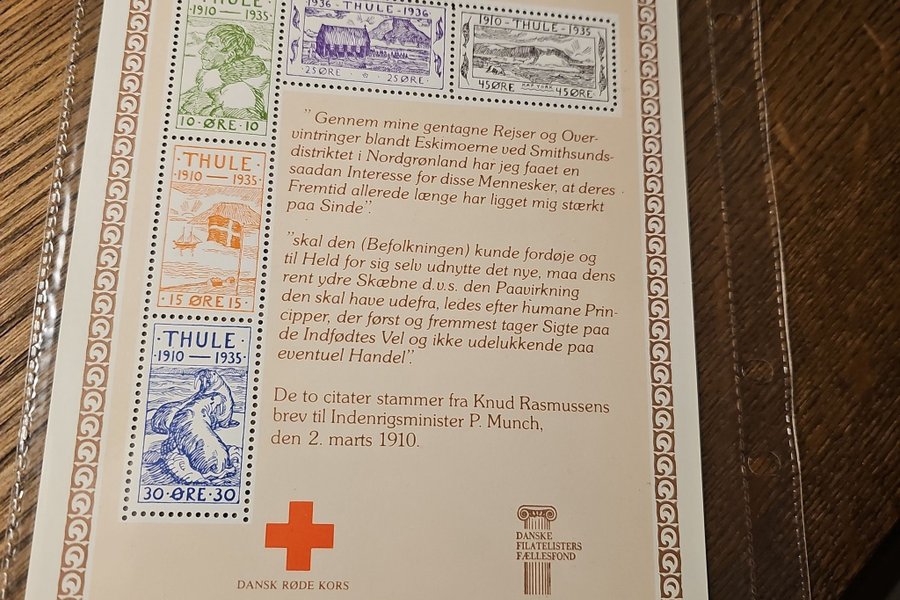 1910 - 1935
10·ØRE·10
1936 - THULE - 1936
25ØRE 25ØRE
1910 - THULE - 1935
45ØRE KAP YORK 45ØRE
·THULE·
·1910 — 1935·
·15 ØRE 15·
·THULE·
·1910 — 1935·
30·ØRE·30
"Gennem mine gentagne Rejser og Over-
vintringer blandt Eskimoerne ved Smithsunds-
distriktet i Nordgrønland har jeg faaet en
saadan Interesse for disse Mennesker, at deres
Fremtid allerede længe har ligget mig stærkt
paa Sinde".
"skal den (Befolkningen) kunde fordøje og
til Held for sig selv udnytte det nye, maa dens
rent ydre Skæbne d.v.s. den Paavirkning
den skal have udefra, ledes efter humane Prin-
cipper, der først og fremmest tager Sigte paa
de Indfødtes Vel og ikke udelukkende paa
eventuel Handel".
De to citater stammer fra Knud Rasmussens
brev til Indenrigsminister P. Munch,
den 2. marts 1910.
DANSK RØDE KORS
DANSKE
FILATELISTERS
FÆLLESFOND